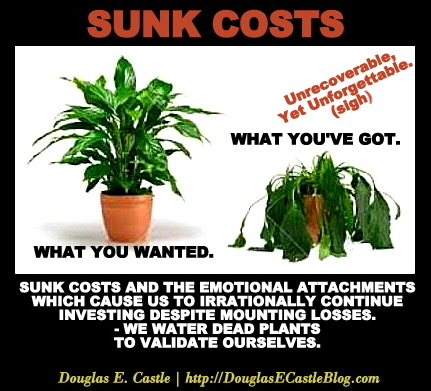 SUNK COSTS
Unrecoverable,
Yet Unforgettable.
(sigh)
WHAT YOU'VE GOT.
WHAT YOU WANTED.
SUNK COSTS AND THE EMOTIONAL ATTACHMENTS
WHICH CAUSE US TO IRRATIONALLY CONTINUE
INVESTING DESPITE MOUNTING LOSSES.
- WE WATER DEAD PLANTS
TO VALIDATE OURSELVES.
Douglas E. Castle | http://DouglasECastleBlog.com